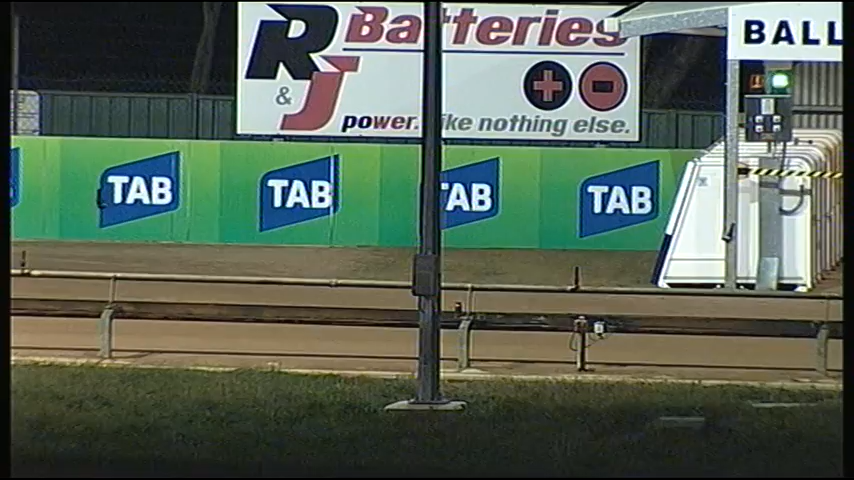 R & J Batteries
power. like nothing else.
BALL
TAB TAB TAB TAB